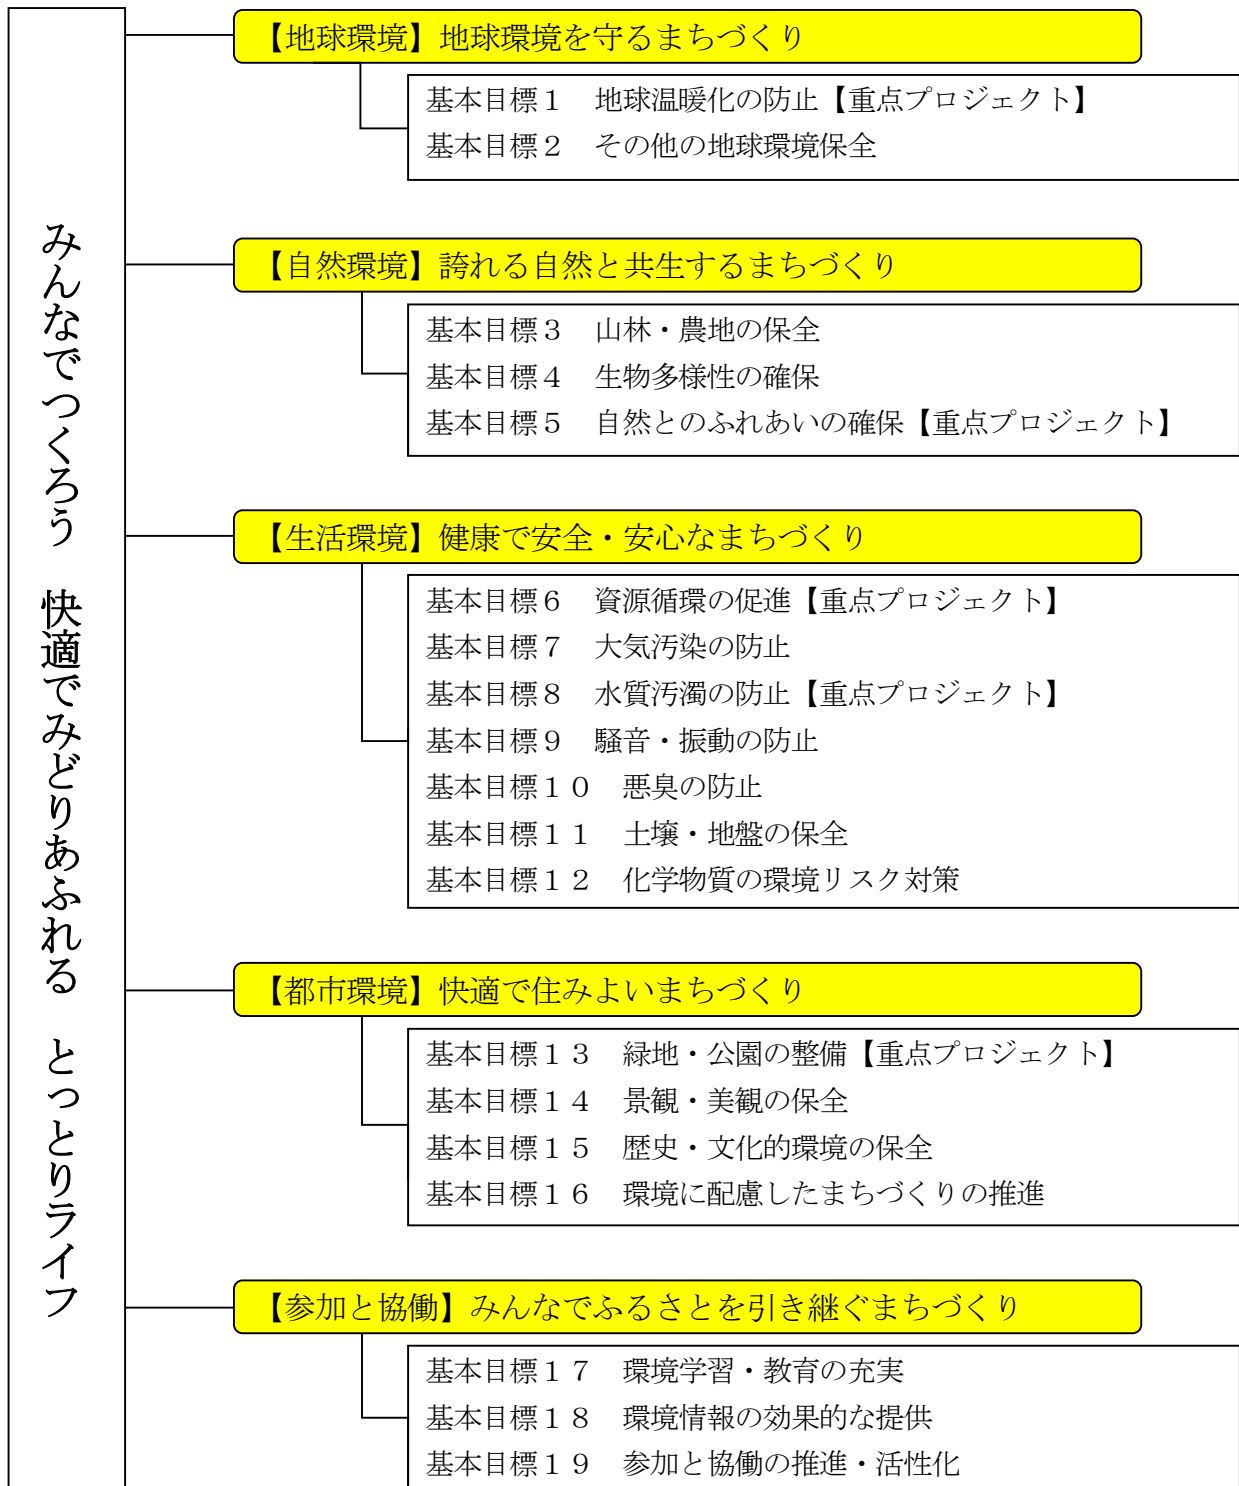 みんなでつくろう　快適でみどりあふれる　とっとりライフ
【地球環境】地球環境を守るまちづくり
基本目標１　地球温暖化の防止【重点プロジェクト】
基本目標２　その他の地球環境保全
【自然環境】誇れる自然と共生するまちづくり
基本目標３　山林・農地の保全
基本目標４　生物多様性の確保
基本目標５　自然とのふれあいの確保【重点プロジェクト】
【生活環境】健康で安全・安心なまちづくり
基本目標６　資源循環の促進【重点プロジェクト】
基本目標７　大気汚染の防止
基本目標８　水質汚濁の防止【重点プロジェクト】
基本目標９　騒音・振動の防止
基本目標１０　悪臭の防止
基本目標１１　土壌・地盤の保全
基本目標１２　化学物質の環境リスク対策
【都市環境】快適で住みよいまちづくり
基本目標１３　緑地・公園の整備【重点プロジェクト】
基本目標１４　景観・美観の保全
基本目標１５　歴史・文化的環境の保全
基本目標１６　環境に配慮したまちづくりの推進
【参加と協働】みんなでふるさとを引き継ぐまちづくり
基本目標１７　環境学習・教育の充実
基本目標１８　環境情報の効果的な提供
基本目標１９　参加と協働の推進・活性化